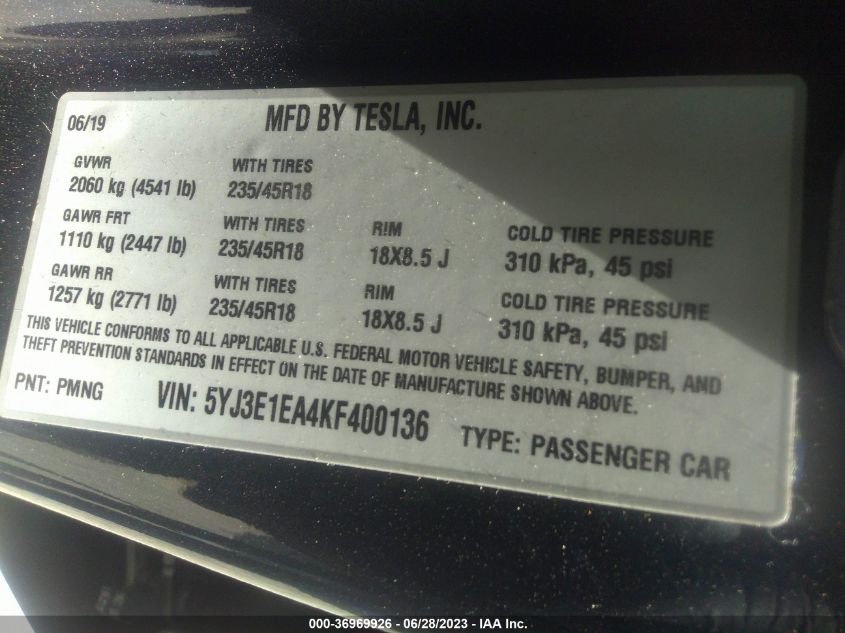 06/19 MFD BY TESLA, INC.
GVWR WITH TIRES
2060 kg (4541 lb) 235/45R18
GAWR FRT WITH TIRES RIM COLD TIRE PRESSURE
1110 kg (2447 lb) 235/45R18 18X8.5 J 310 kPa, 45 psi
GAWR RR WITH TIRES RIM COLD TIRE PRESSURE
1257 kg (2771 lb) 235/45R18 18X8.5 J 310 kPa, 45 psi
THIS VEHICLE CONFORMS TO ALL APPLICABLE U.S. FEDERAL MOTOR VEHICLE SAFETY, BUMPER, AND
THEFT PREVENTION STANDARDS IN EFFECT ON THE DATE OF MANUFACTURE SHOWN ABOVE.
PNT: PMNG VIN: 5YJ3E1EA4KF400136 TYPE: PASSENGER CAR
000-36969926 - 06/28/2023 - IAA Inc.